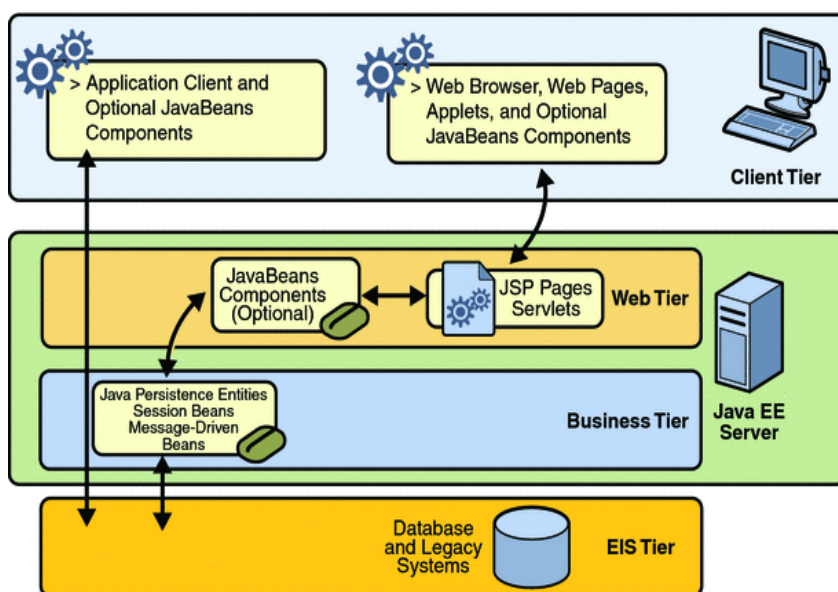 > Application Client and
Optional JavaBeans
Components
> Web Browser, Web Pages,
Applets, and Optional
JavaBeans Components
Client Tier
JavaBeans
Components
(Optional)
JSP Pages
Servlets
Web Tier
Java Persistence Entities
Session Beans
Message-Driven
Beans
Business Tier
Java EE
Server
Database
and Legacy
Systems
EIS Tier